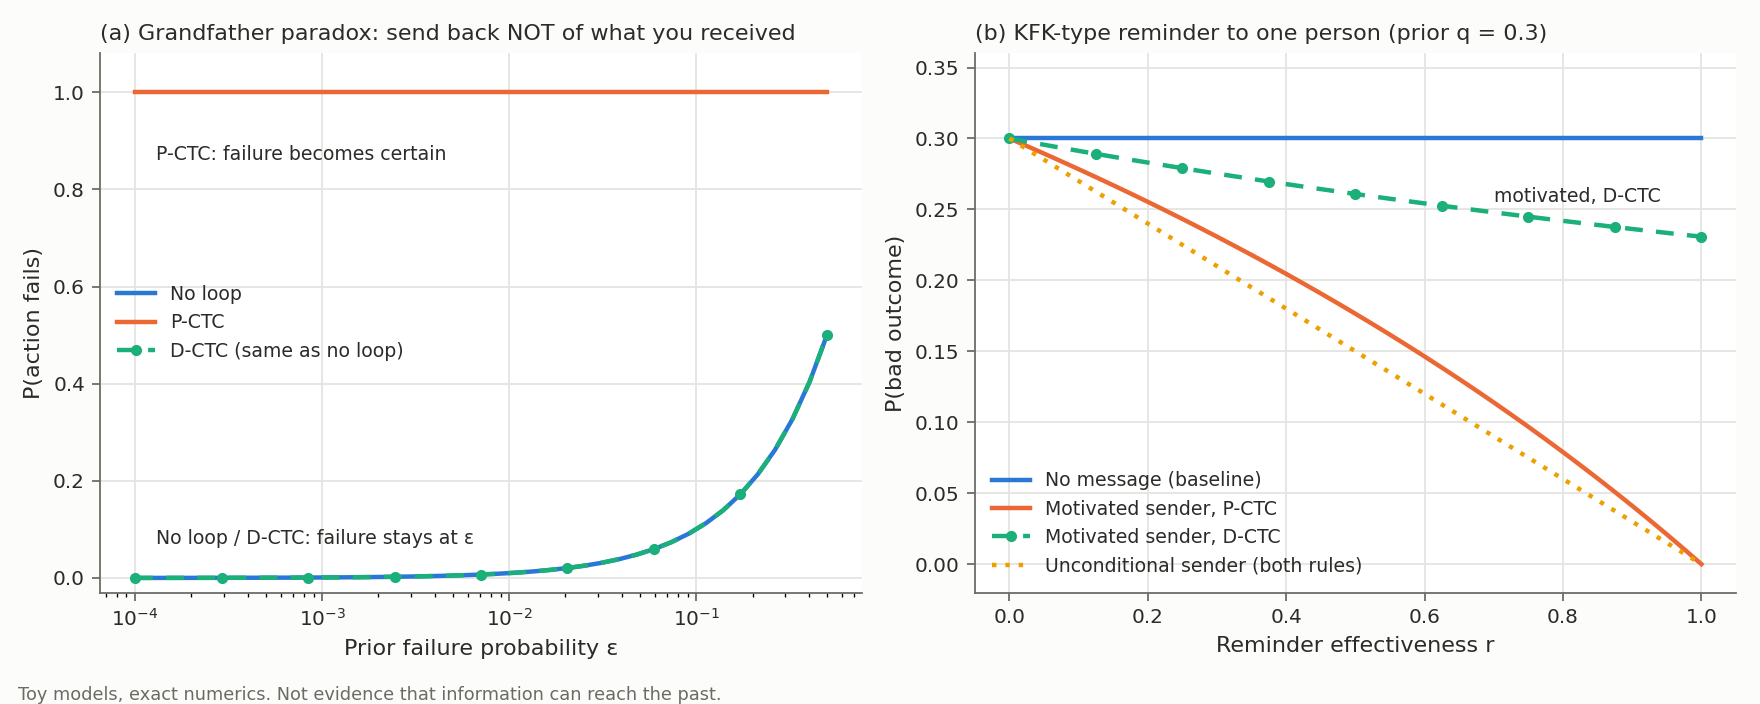 (a) Grandfather paradox: send back NOT of what you received
P(action fails)
1.0
0.8
0.6
0.4
0.2
0.0
P-CTC: failure becomes certain
No loop
P-CTC
D-CTC (same as no loop)
No loop / D-CTC: failure stays at ε
10⁻⁴
10⁻³
10⁻²
10⁻¹
Prior failure probability ε
(b) KFK-type reminder to one person (prior q = 0.3)
P(bad outcome)
0.35
0.30
0.25
0.20
0.15
0.10
0.05
0.00
motivated, D-CTC
No message (baseline)
Motivated sender, P-CTC
Motivated sender, D-CTC
Unconditional sender (both rules)
0.0
0.2
0.4
0.6
0.8
1.0
Reminder effectiveness r
Toy models, exact numerics. Not evidence that information can reach the past.